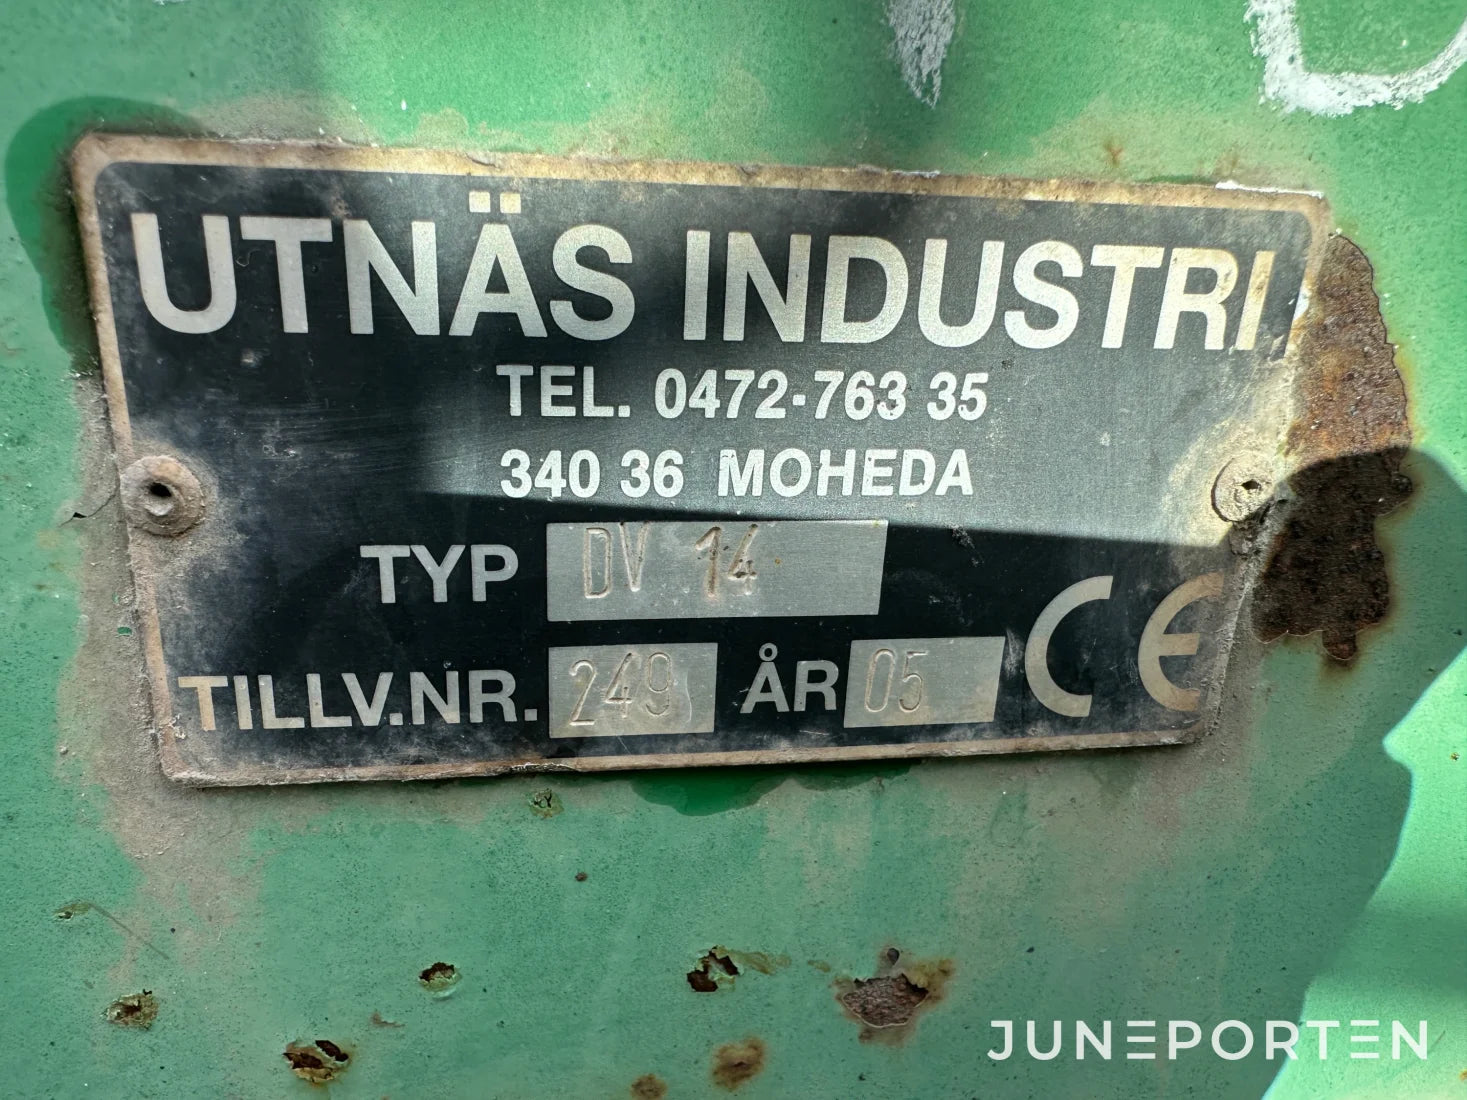 UTNÄS INDUSTRI
TEL. 0472-763 35
340 36 MOHEDA
TYP DV 14
TILLV.NR. 249 ÅR 05 CE
JUNEPORTEN